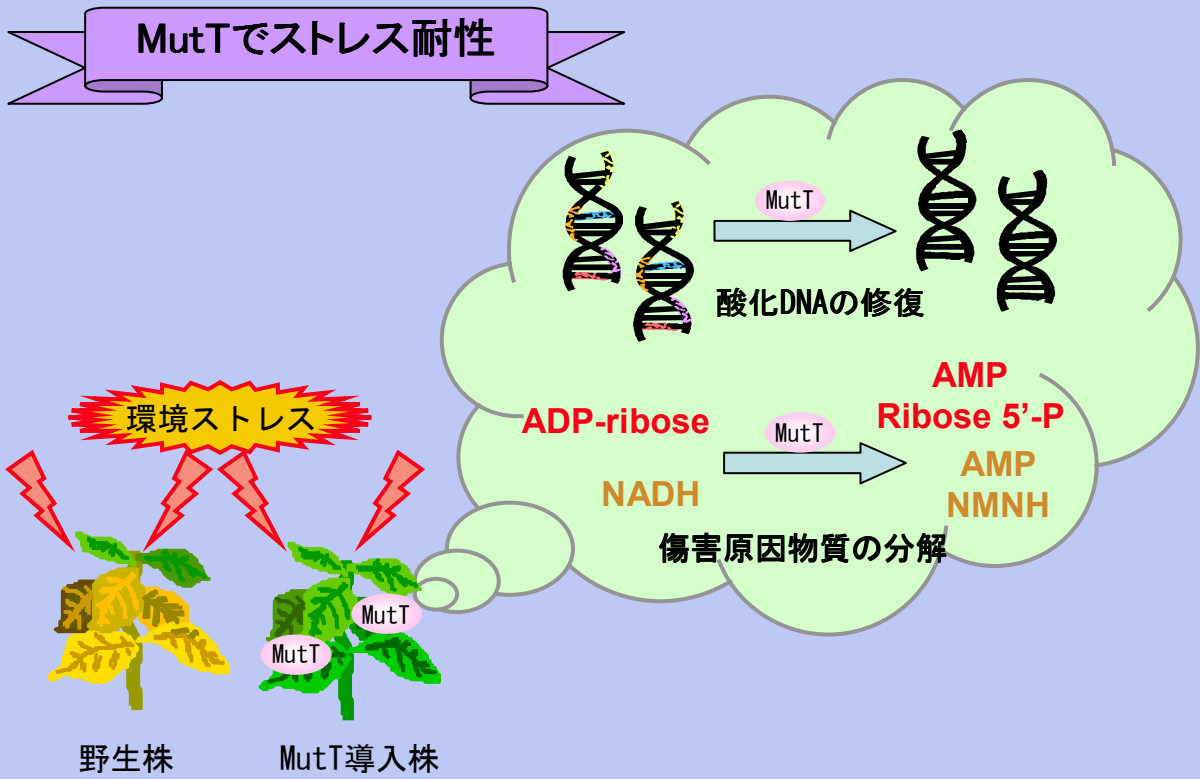 MutTでストレス耐性
MutT
酸化DNAの修復
ADP-ribose
NADH
MutT
AMP
Ribose 5’-P
AMP
NMNH
傷害原因物質の分解
環境ストレス
MutT
MutT
野生株
MutT導入株